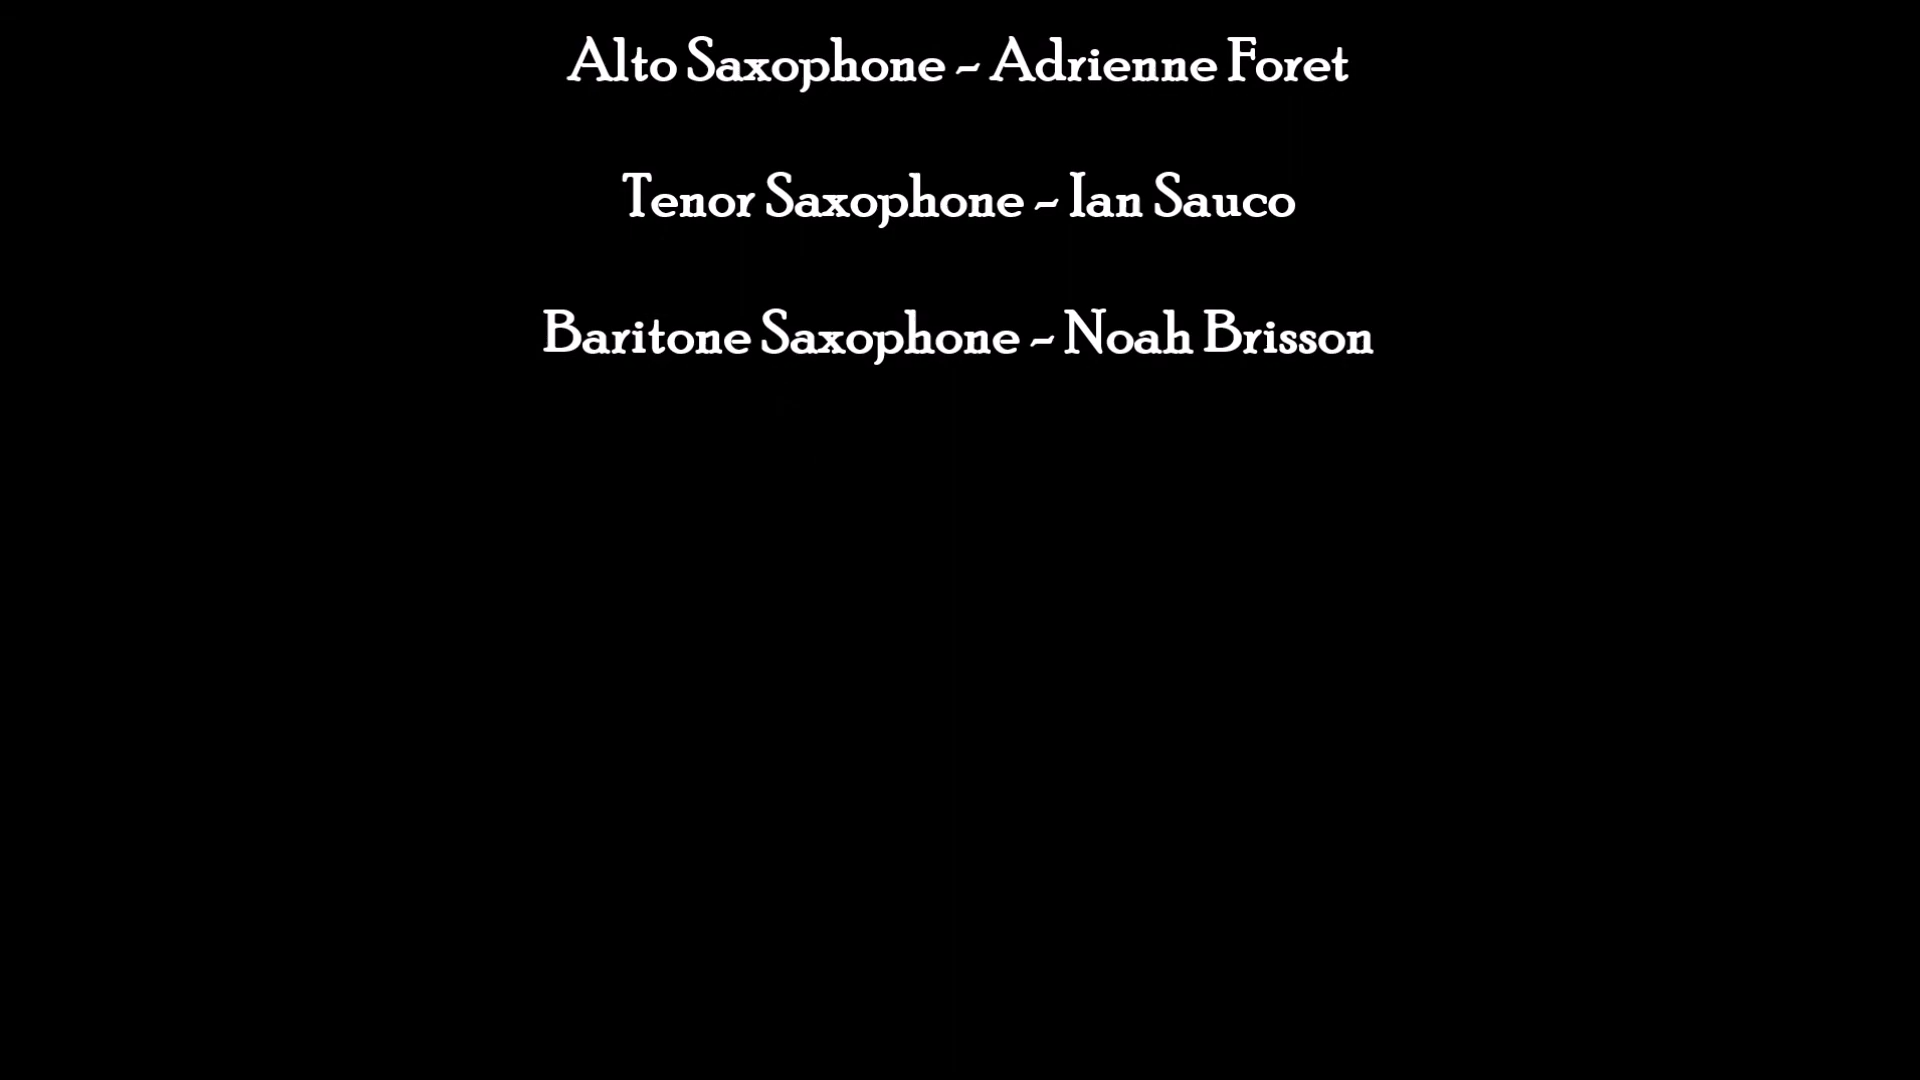 Alto Saxophone - Adrienne Foret
Tenor Saxophone - Ian Sauco
Baritone Saxophone - Noah Brisson